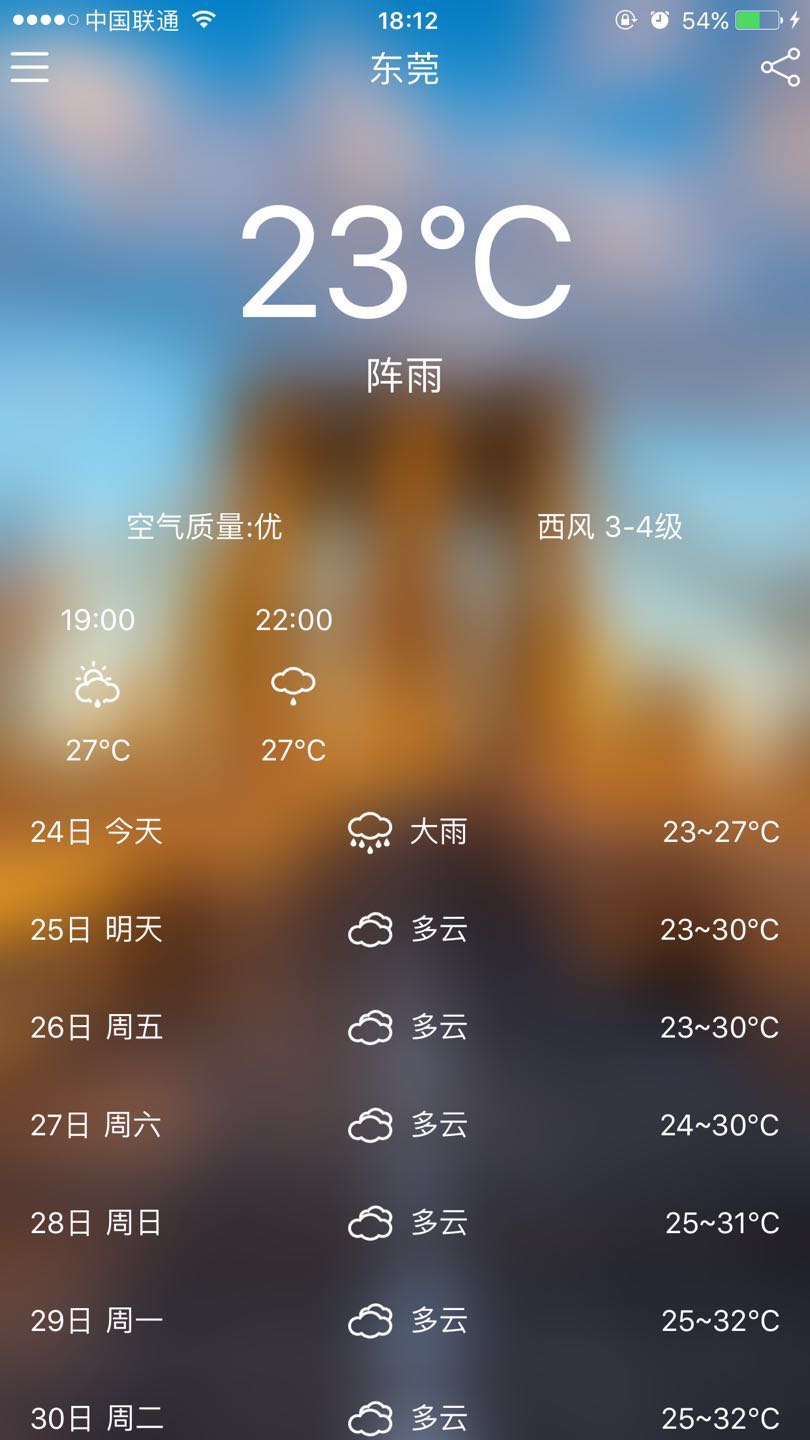 中国联通 18:12 54%
东莞
23°C
阵雨
空气质量:优 西风 3-4级
19:00 22:00
27°C 27°C
24日 今天 大雨 23~27°C
25日 明天 多云 23~30°C
26日 周五 多云 23~30°C
27日 周六 多云 24~30°C
28日 周日 多云 25~31°C
29日 周一 多云 25~32°C
30日 周二 多云 25~32°C